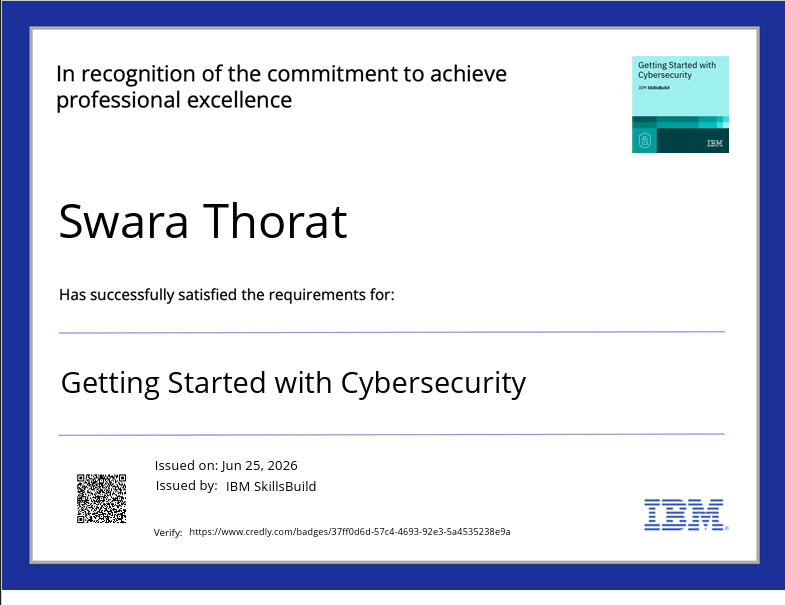 In recognition of the commitment to achieve
professional excellence
Getting Started with
Cybersecurity
IBM SkillsBuild
IBM
Swara Thorat
Has successfully satisfied the requirements for:
Getting Started with Cybersecurity
Issued on: Jun 25, 2026
Issued by: IBM SkillsBuild
Verify: https://www.credly.com/badges/37ff0d6d-57c4-4693-92e3-5a4535238e9a
IBM®